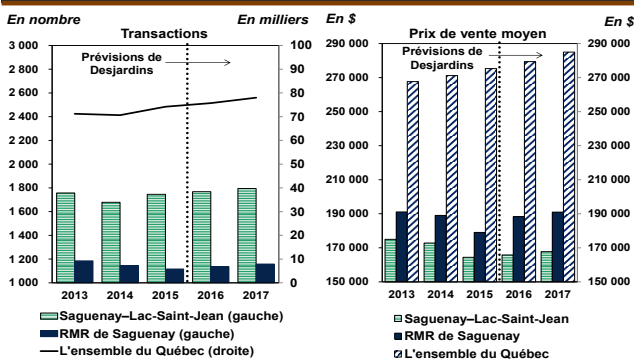 En nombre
En milliers
Transactions
3 000
2 800
2 600
2 400
2 200
2 000
1 800
1 600
1 400
1 200
1 000
100
90
80
70
60
50
40
30
20
10
0
Prévisions de
Desjardins
2013 2014 2015 2016 2017
Saguenay–Lac-Saint-Jean (gauche)
RMR de Saguenay (gauche)
L'ensemble du Québec (droite)
En $
En $
Prix de vente moyen
290 000
270 000
250 000
230 000
210 000
190 000
170 000
150 000
290 000
270 000
250 000
230 000
210 000
190 000
170 000
150 000
Prévisions de
Desjardins
2013 2014 2015 2016 2017
Saguenay–Lac-Saint-Jean
RMR de Saguenay
L'ensemble du Québec